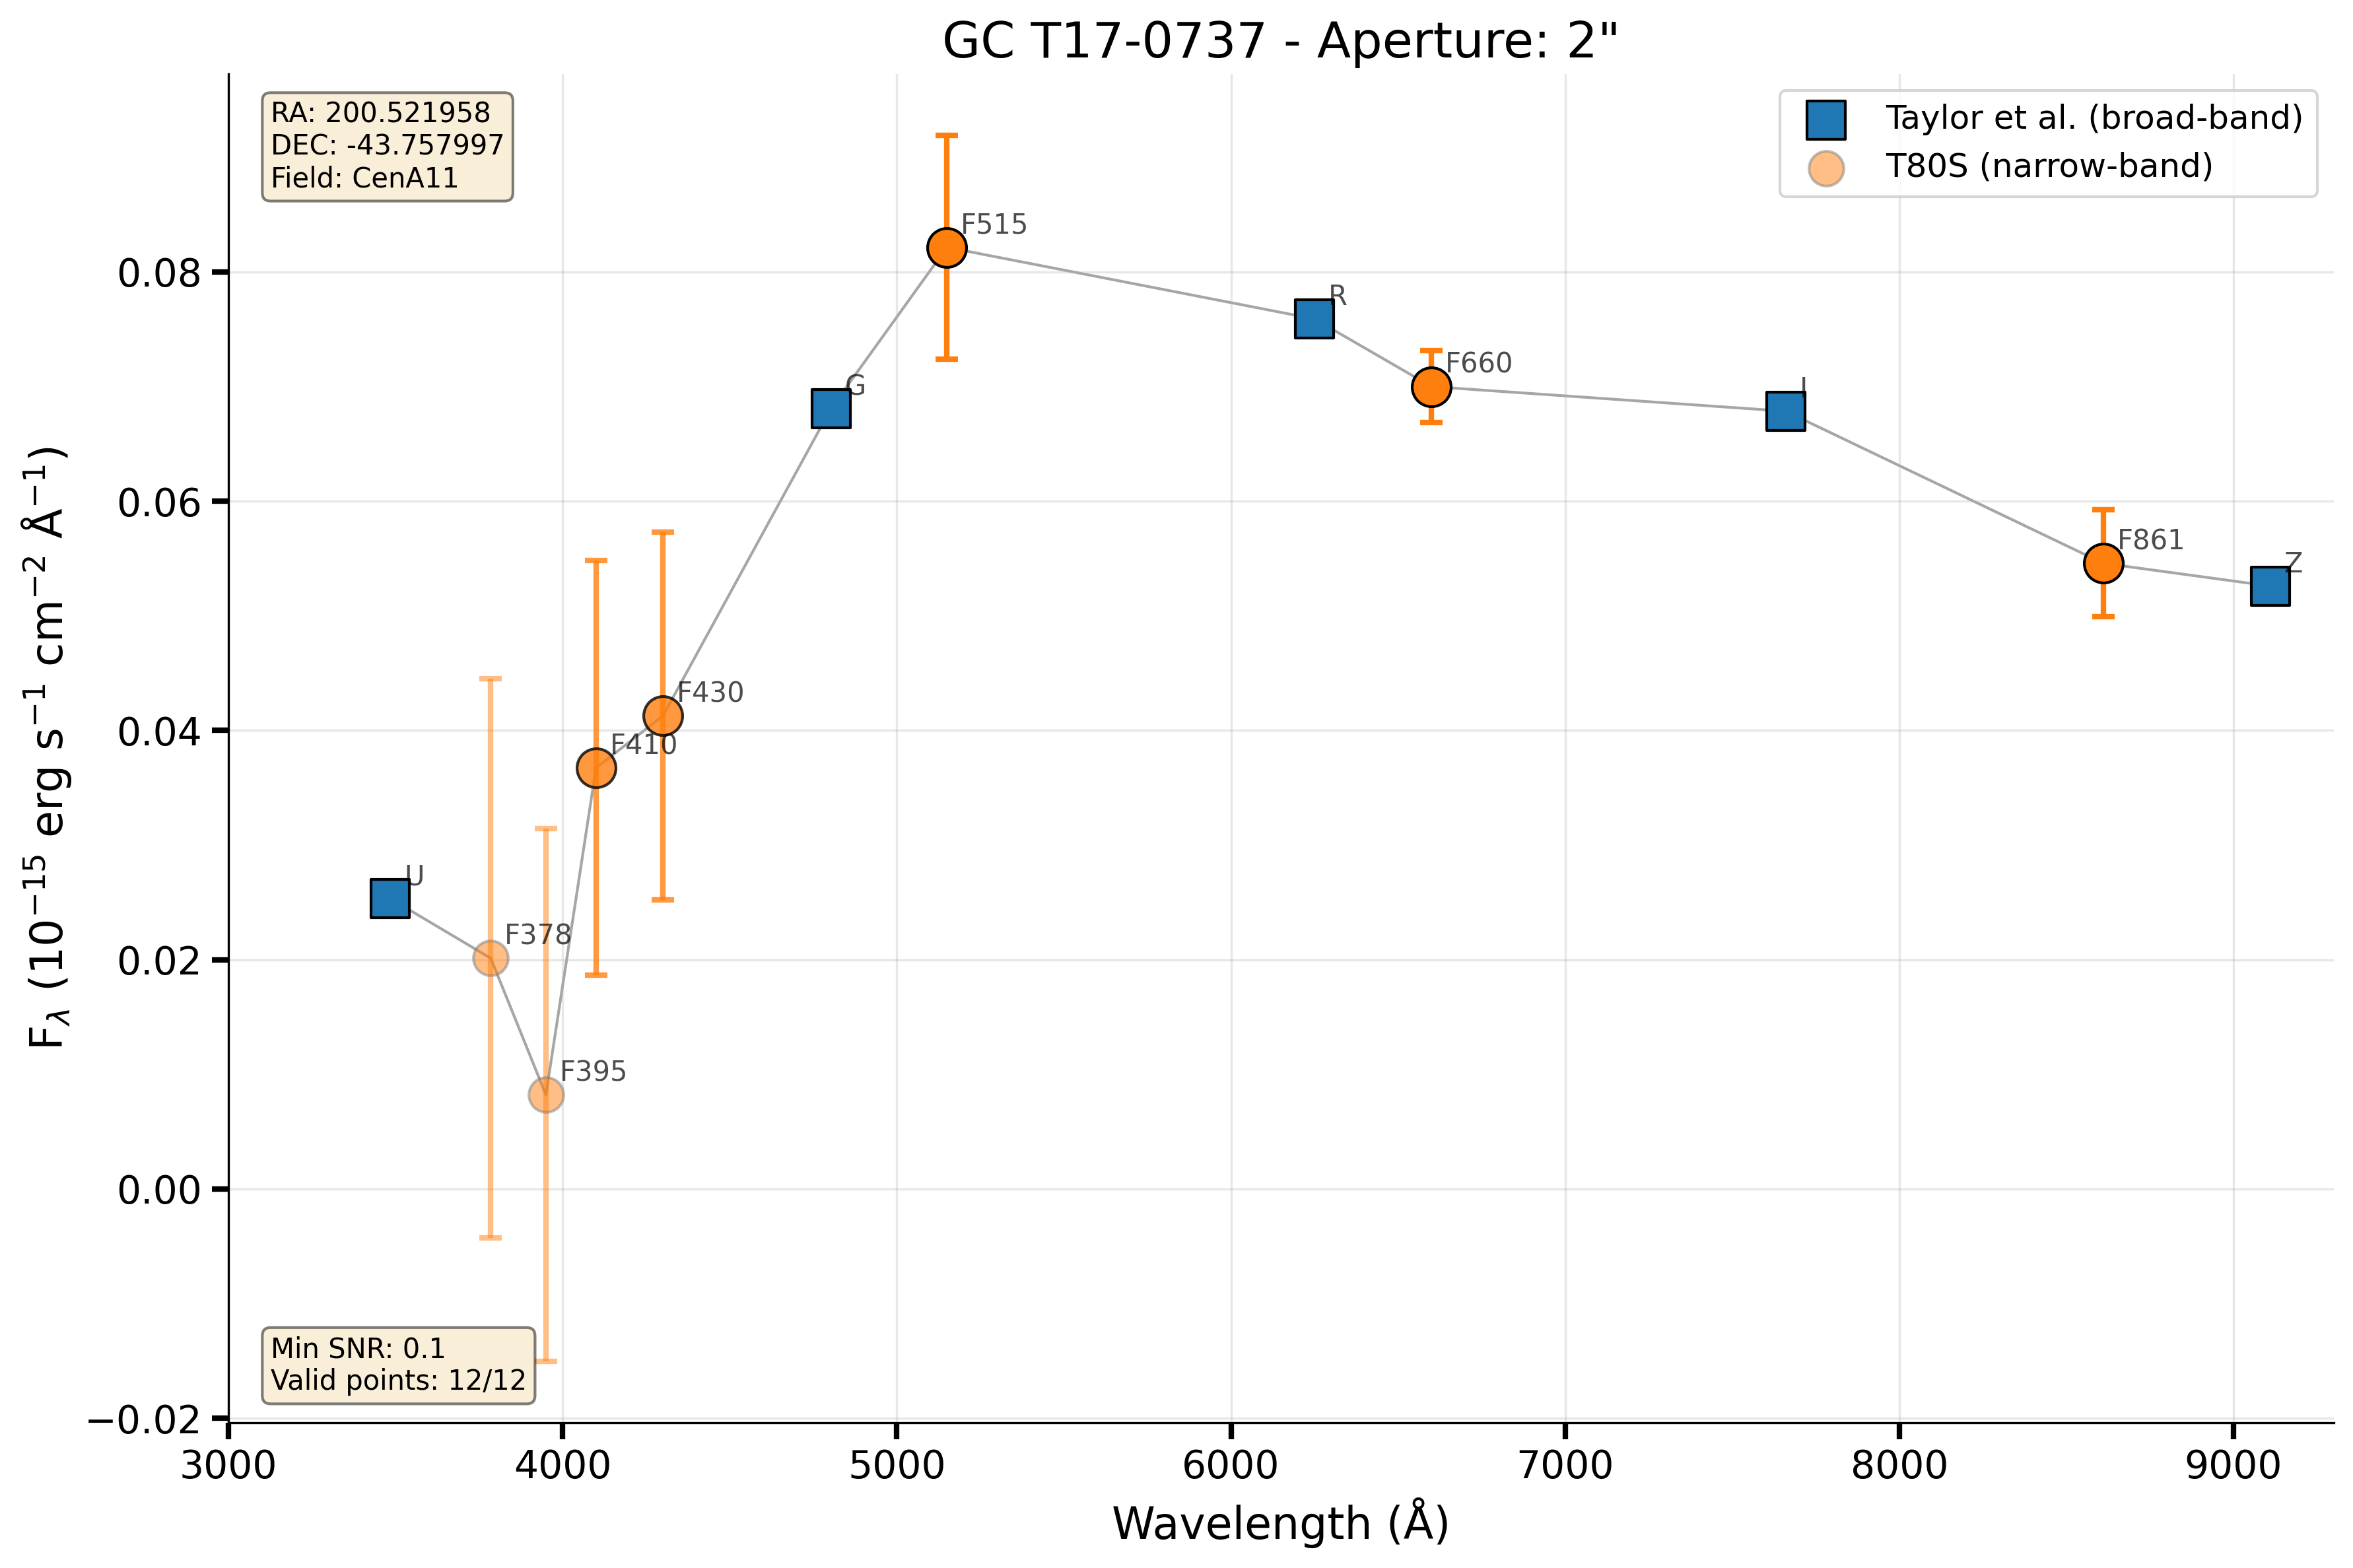 GC T17-0737 - Aperture: 2"
RA: 200.521958
DEC: -43.757997
Field: CenA11
Taylor et al. (broad-band)
T80S (narrow-band)
F515
R
F660
G
I
F861
Z
F430
F410
U
F378
F395
Min SNR: 0.1
Valid points: 12/12
0.08
0.06
0.04
0.02
0.00
−0.02
3000 4000 5000 6000 7000 8000 9000
Wavelength (Å)
F_λ (10⁻¹⁵ erg s⁻¹ cm⁻² Å⁻¹)